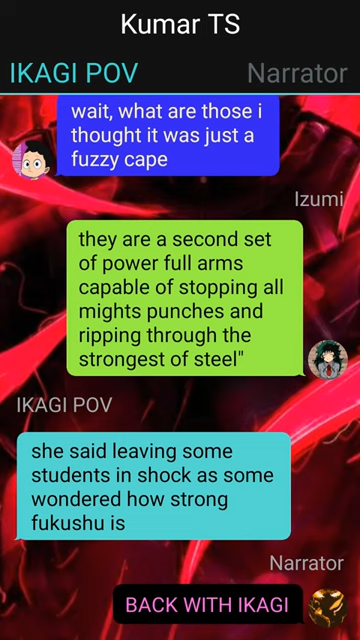 Kumar TS
IKAGI POV
Narrator
wait, what are those i
thought it was just a
fuzzy cape
Izumi
they are a second set
of power full arms
capable of stopping all
mights punches and
ripping through the
strongest of steel"
IKAGI POV
she said leaving some
students in shock as some
wondered how strong
fukushu is
Narrator
BACK WITH IKAGI